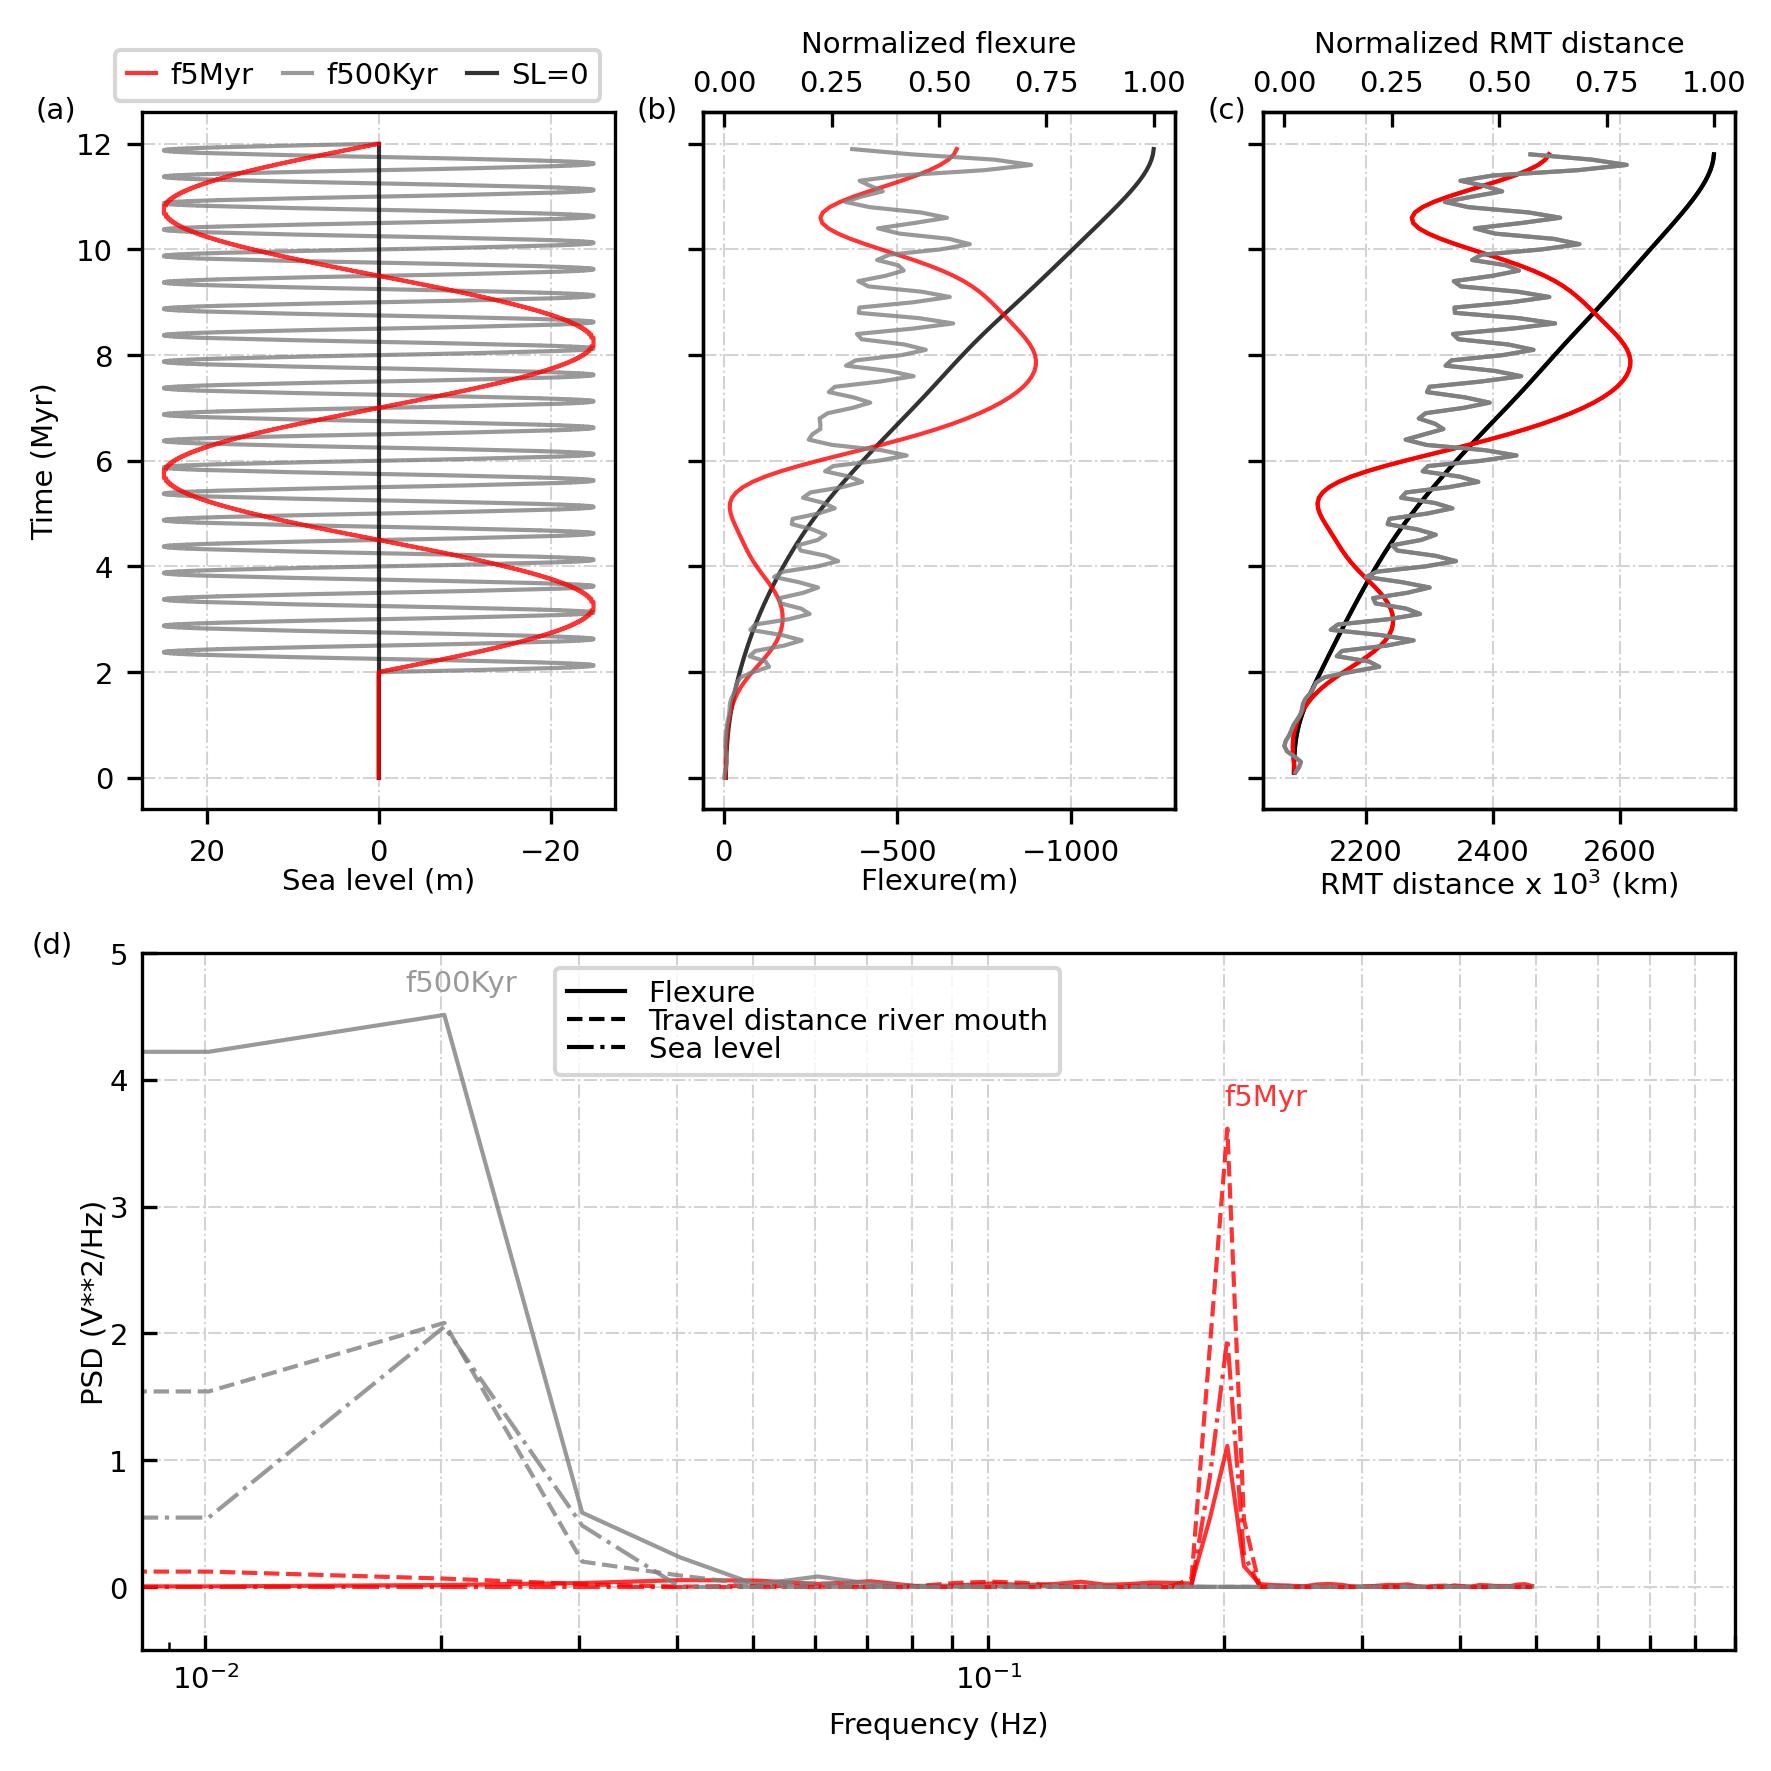 Normalized flexure
Normalized RMT distance
f5Myr f500Kyr SL=0
0.00 0.25 0.50 0.75 1.00
0.00 0.25 0.50 0.75 1.00
(a)
(b)
(c)
12
10
8
6
4
2
0
Time (Myr)
20 0 −20
Sea level (m)
0 −500 −1000
Flexure(m)
2200 2400 2600
RMT distance x 10³ (km)
(d)
5
4
3
2
1
0
PSD (V**2/Hz)
f500Kyr
Flexure
Travel distance river mouth
Sea level
f5Myr
10⁻² 10⁻¹
Frequency (Hz)